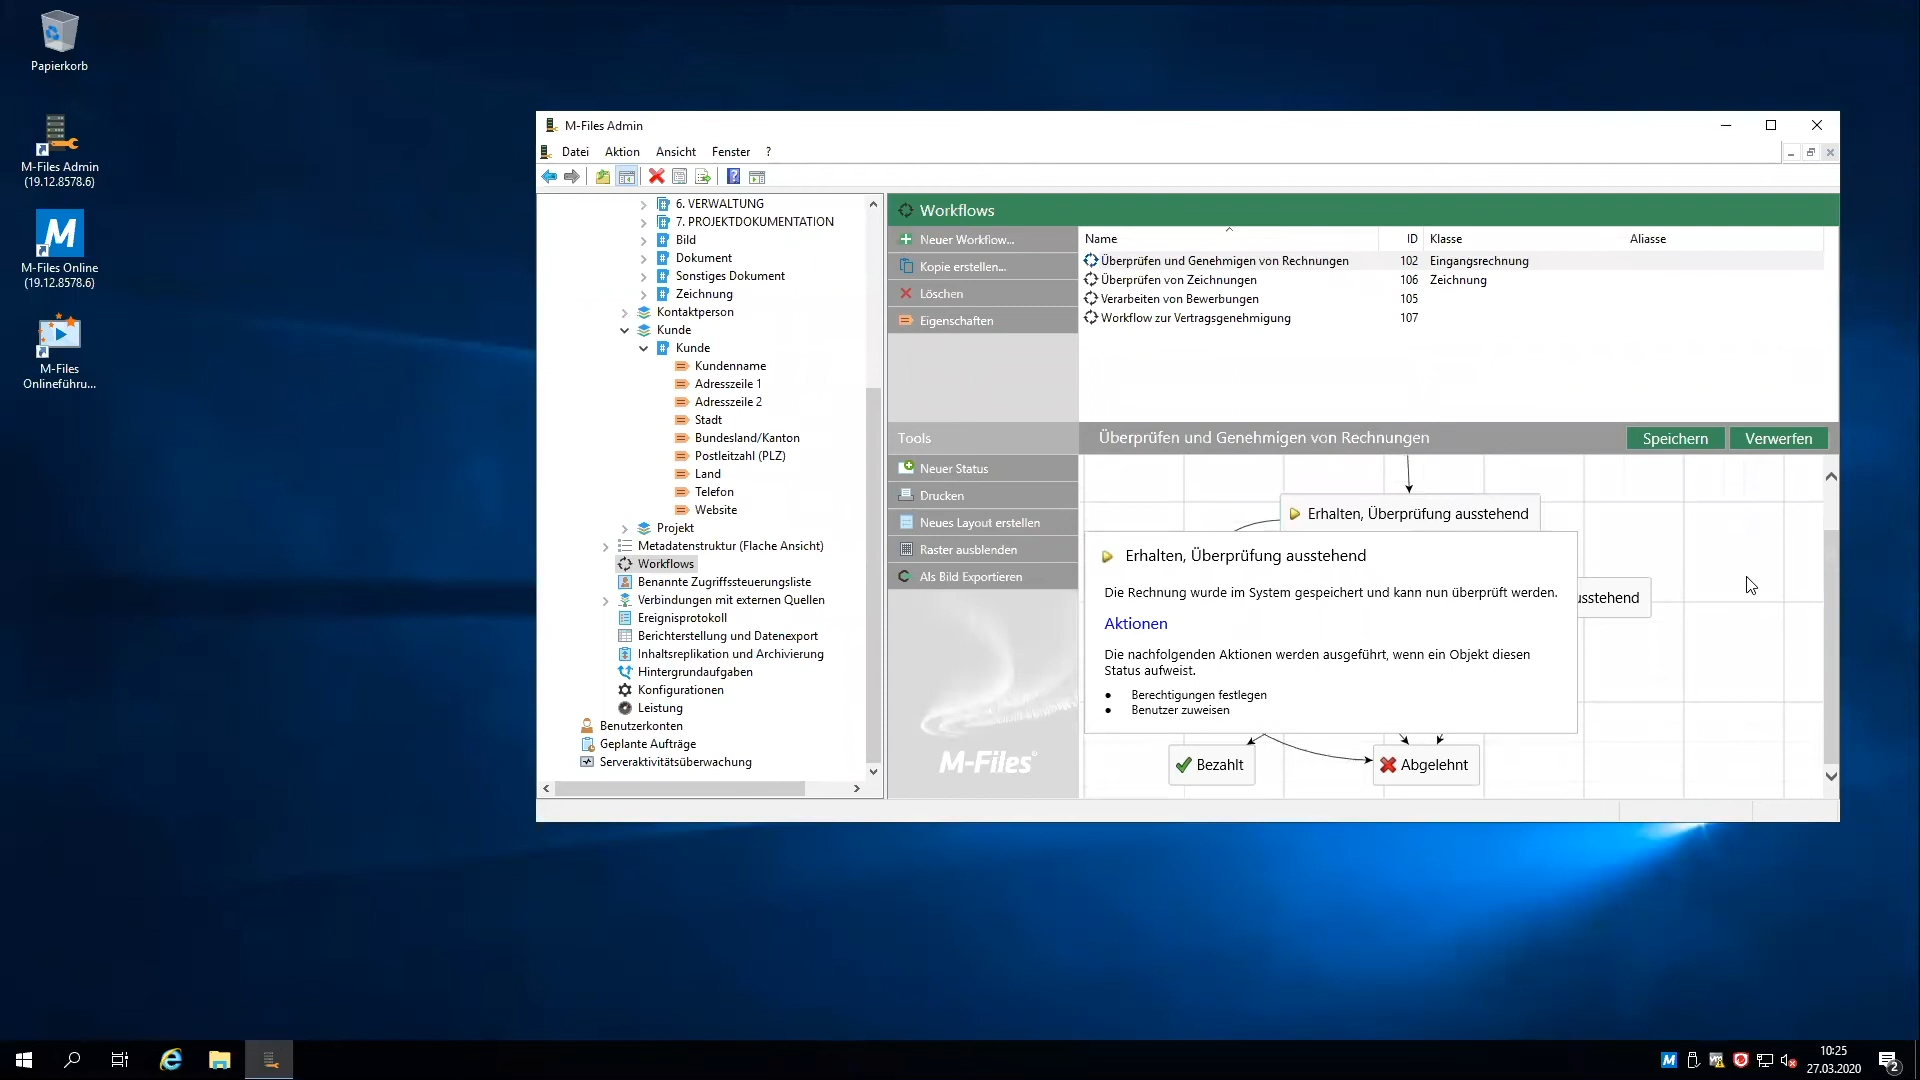 Papierkorb
M-Files Admin
(19.12.8578.6)
M-Files Online
(19.12.8578.6)
M-Files
Onlineführu...
M-Files Admin
Datei Aktion Ansicht Fenster ?
6. VERWALTUNG
7. PROJEKTDOKUMENTATION
Bild
Dokument
Sonstiges Dokument
Zeichnung
Kontaktperson
Kunde
Kunde
Kundenname
Adresszeile 1
Adresszeile 2
Stadt
Bundesland/Kanton
Postleitzahl (PLZ)
Land
Telefon
Website
Projekt
Metadatenstruktur (Flache Ansicht)
Workflows
Benannte Zugriffssteuerungsliste
Verbindungen mit externen Quellen
Ereignisprotokoll
Berichterstellung und Datenexport
Inhaltsreplikation und Archivierung
Hintergrundaufgaben
Konfigurationen
Leistung
Benutzerkonten
Geplante Aufträge
Serveraktivitätsüberwachung
Workflows
Neuer Workflow...
Kopie erstellen...
Löschen
Eigenschaften
Name ID Klasse Aliasse
Überprüfen und Genehmigen von Rechnungen 102 Eingangsrechnung
Überprüfen von Zeichnungen 106 Zeichnung
Verarbeiten von Bewerbungen 105
Workflow zur Vertragsgenehmigung 107
Tools
Neuer Status
Drucken
Neues Layout erstellen
Raster ausblenden
Als Bild Exportieren
M-Files
Überprüfen und Genehmigen von Rechnungen Speichern Verwerfen
Erhalten, Überprüfung ausstehend
Erhalten, Überprüfung ausstehend
Die Rechnung wurde im System gespeichert und kann nun überprüft werden.
usstehend
Aktionen
Die nachfolgenden Aktionen werden ausgeführt, wenn ein Objekt diesen
Status aufweist.
• Berechtigungen festlegen
• Benutzer zuweisen
Bezahlt Abgelehnt
10:25
27.03.2020
2